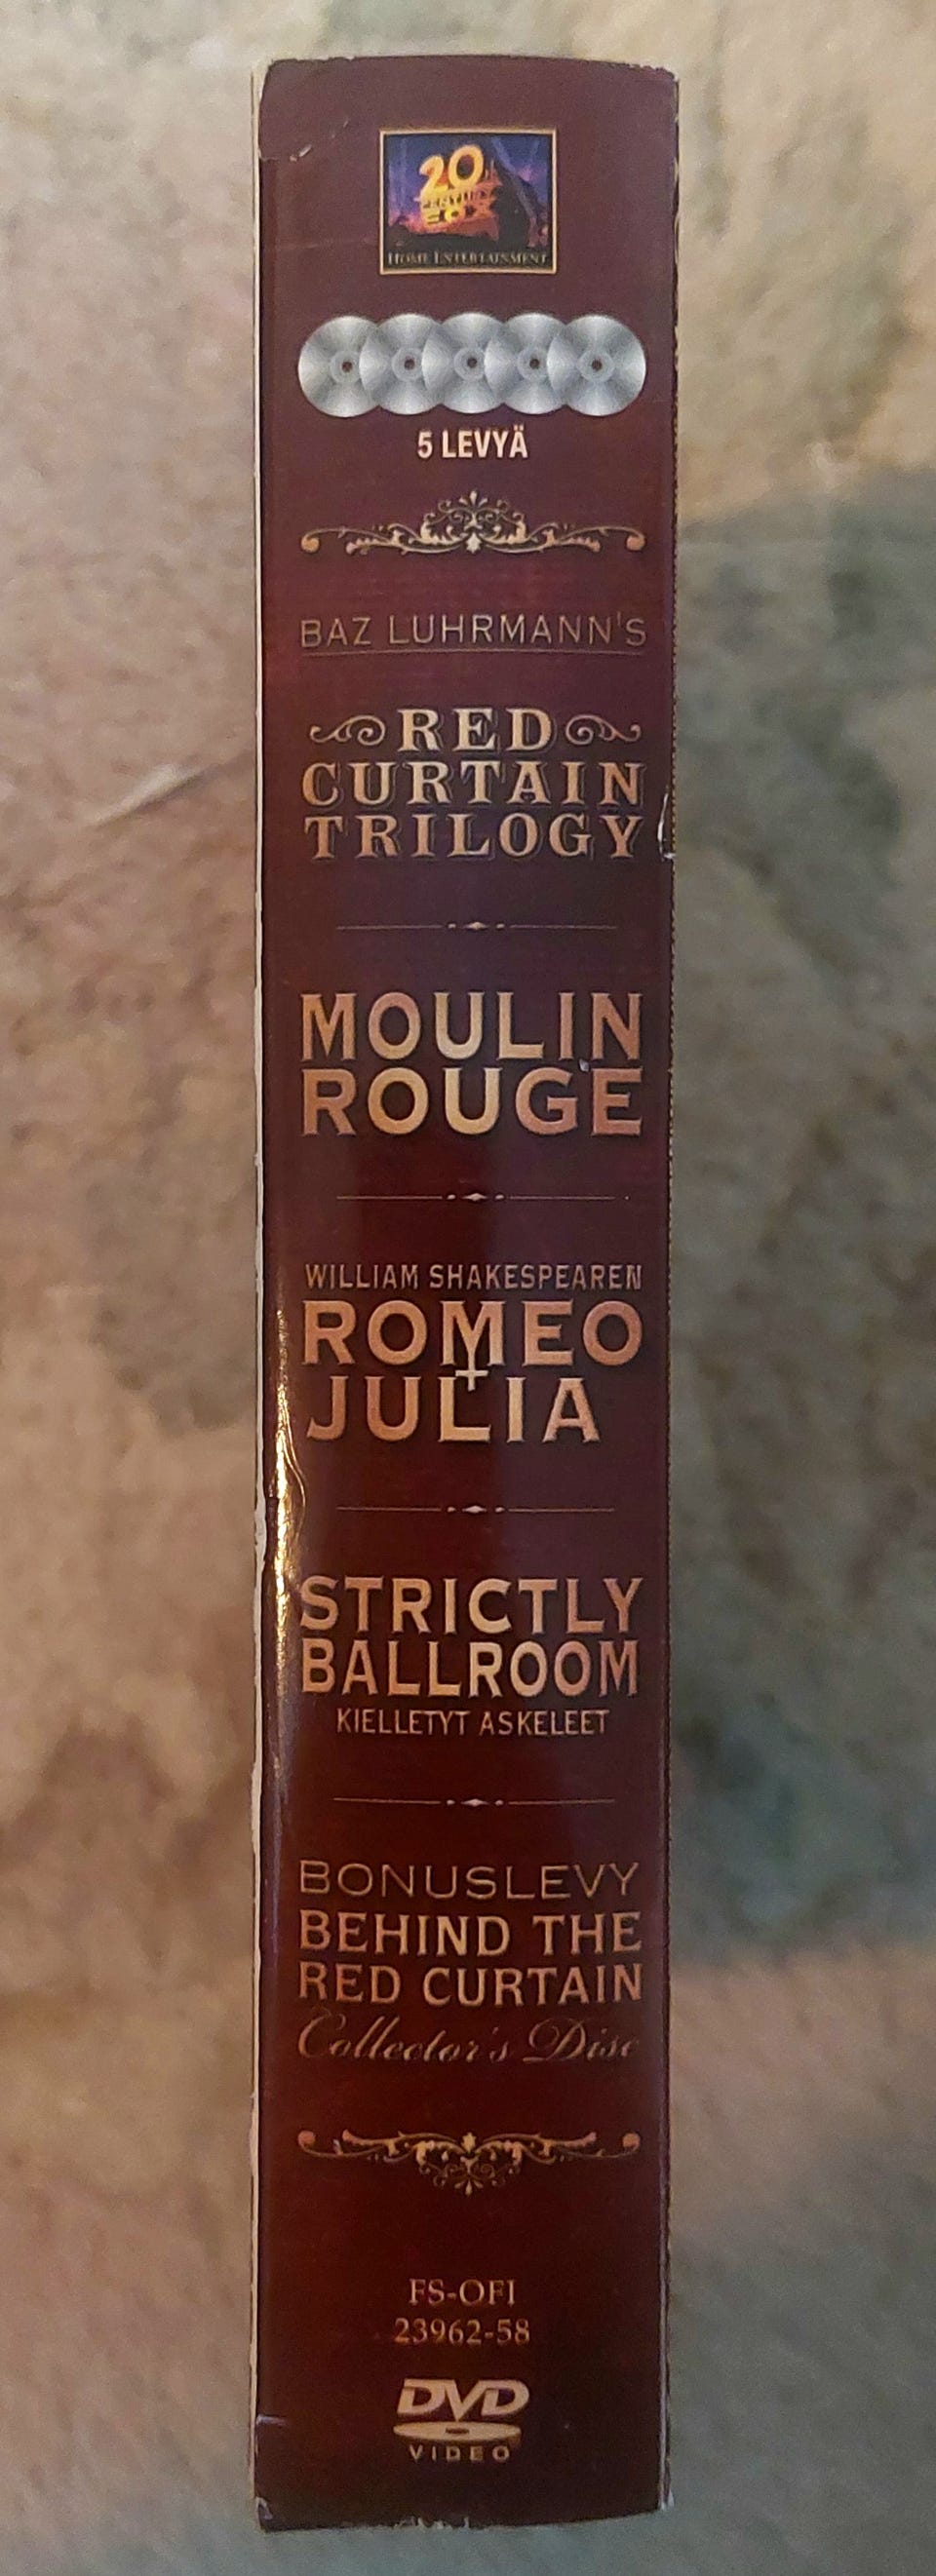 20
CENTURY
FOX
HOME ENTERTAINMENT
5 LEVYÄ
BAZ LUHRMANN'S
RED
CURTAIN
TRILOGY
MOULIN
ROUGE
WILLIAM SHAKESPEAREN
ROMEO
+
JULIA
STRICTLY
BALLROOM
KIELLETYT ASKELEET
BONUSLEVY
BEHIND THE
RED CURTAIN
Collector's Disc
FS-OFI
23962-58
DVD
VIDEO